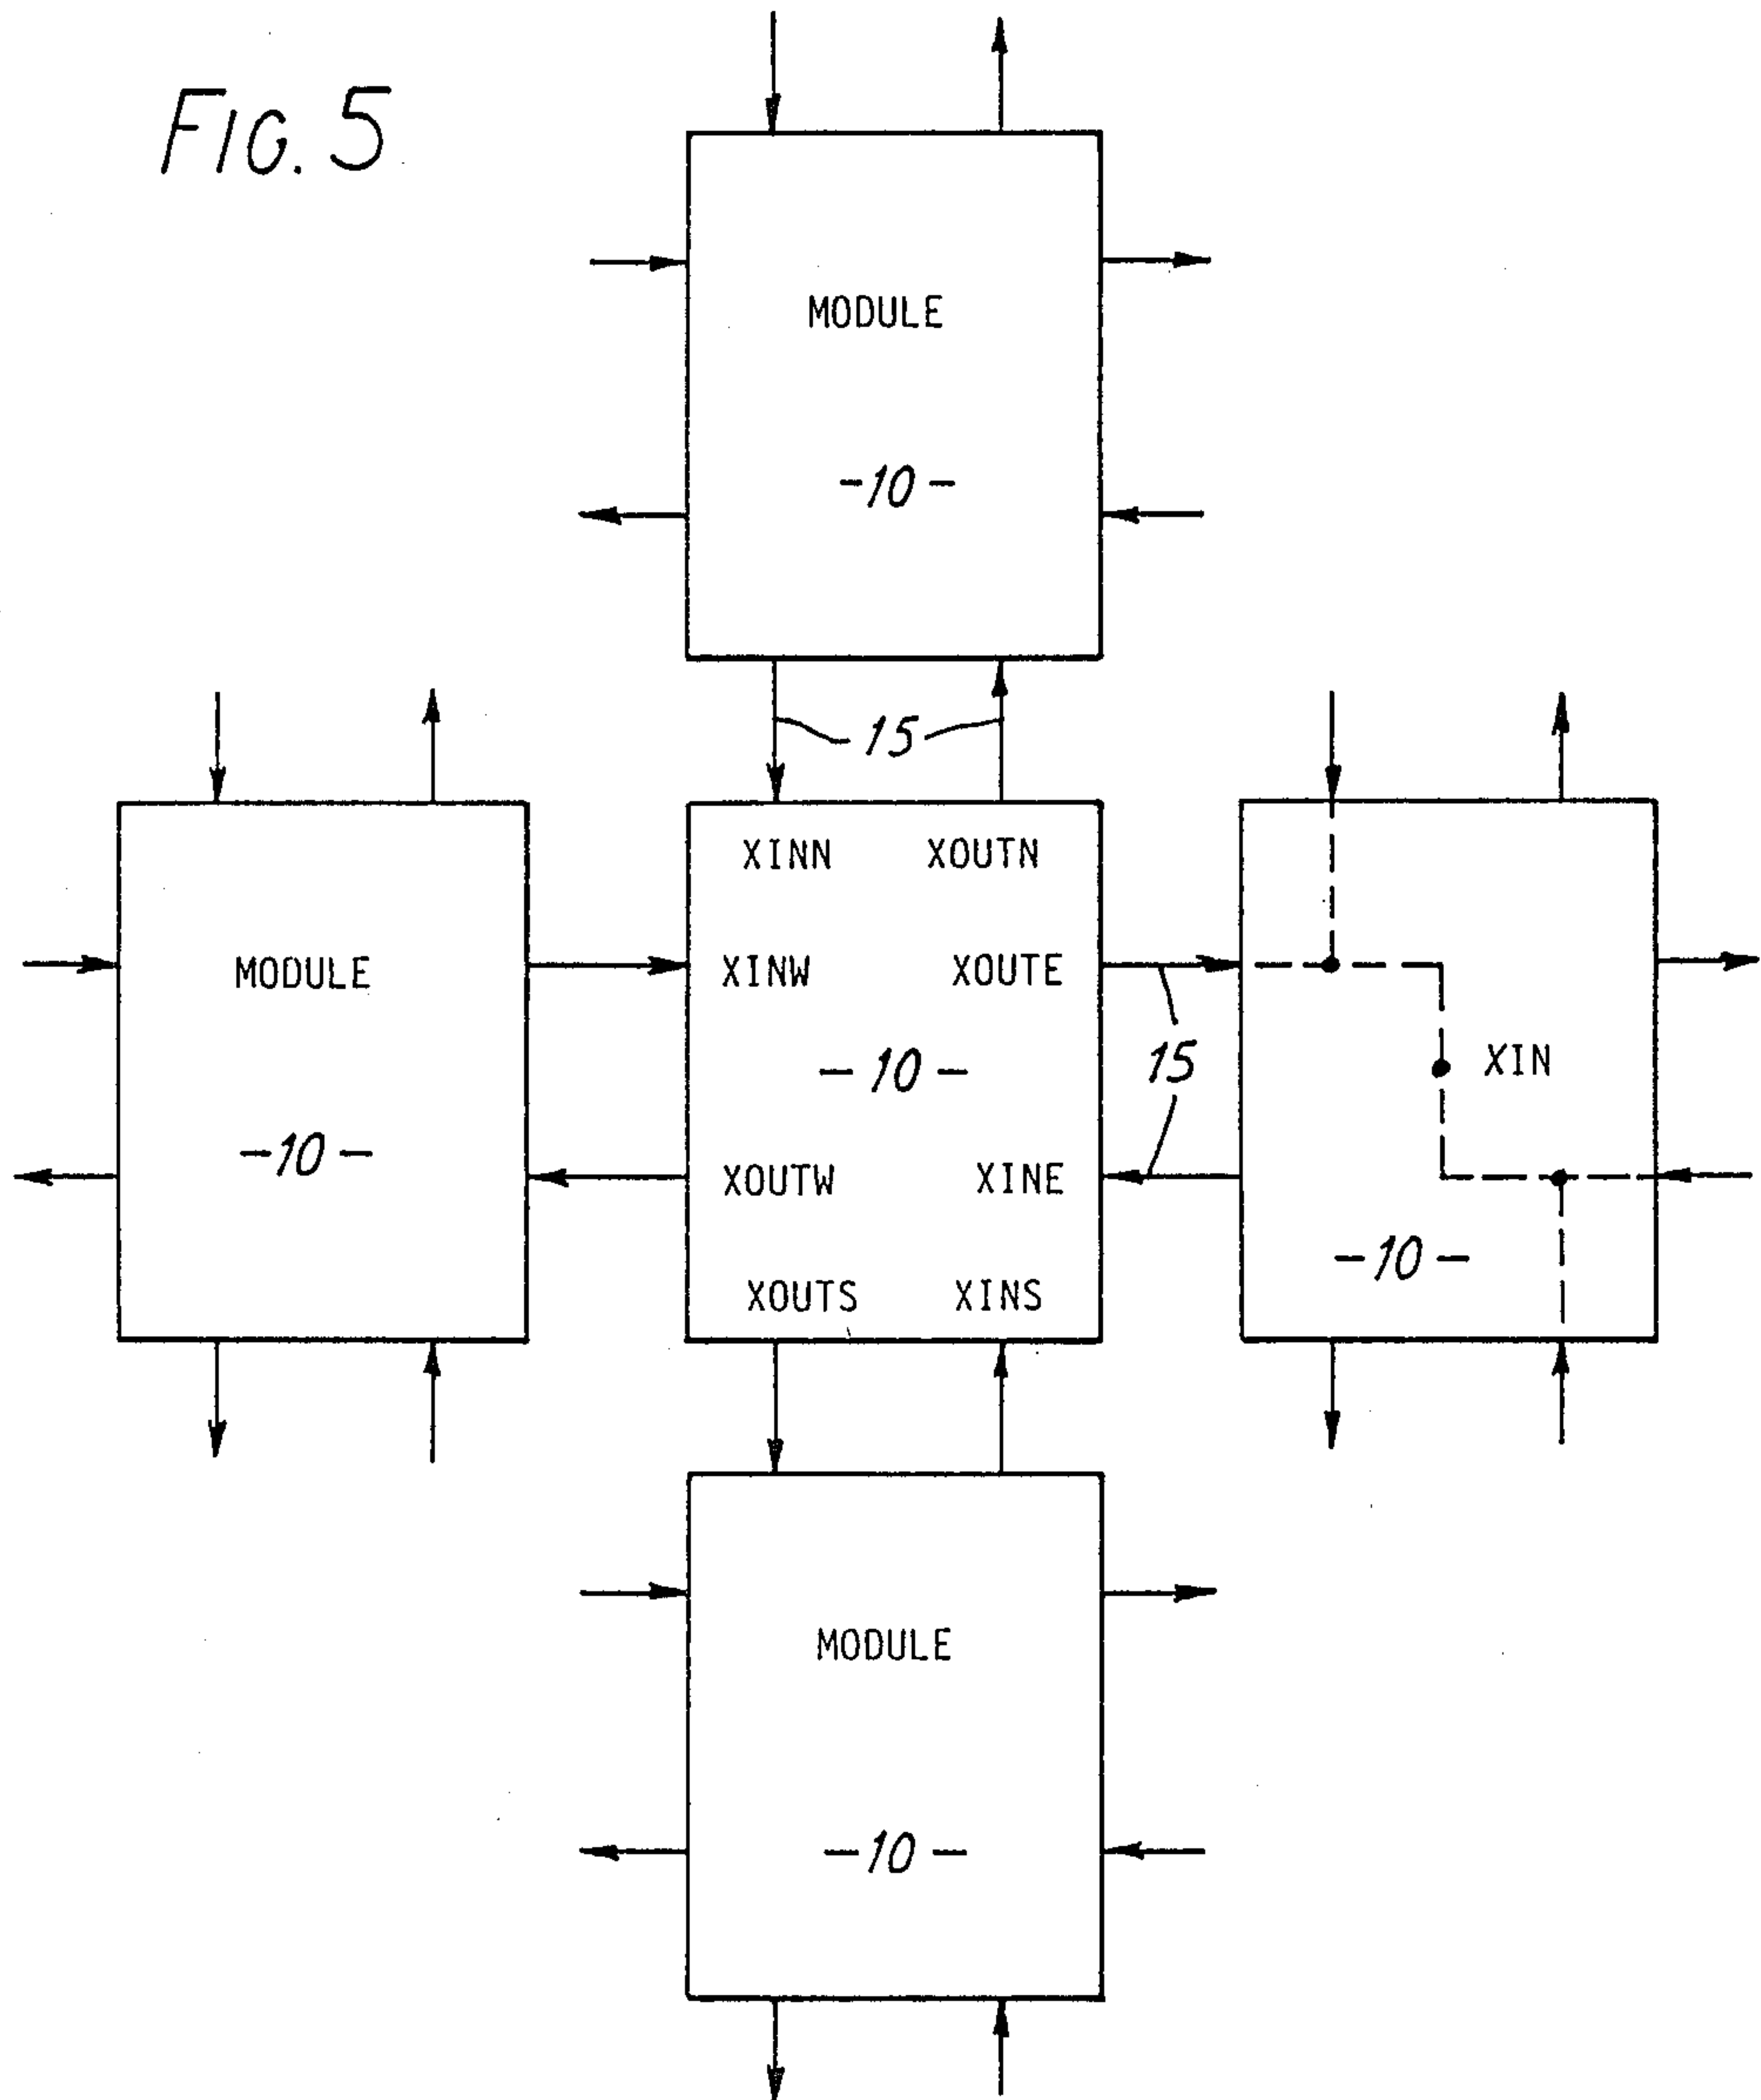 FIG. 5
MODULE
-10-
15
XINN XOUTN
MODULE
XINW XOUTE
-10-
15
XIN
-10-
XOUTW XINE
-10-
XOUTS XINS
MODULE
-10-